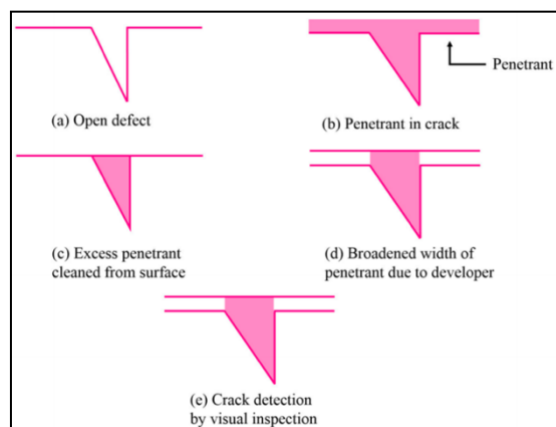 (a) Open defect
Penetrant
(b) Penetrant in crack
(c) Excess penetrant
cleaned from surface
(d) Broadened width of
penetrant due to developer
(e) Crack detection
by visual inspection